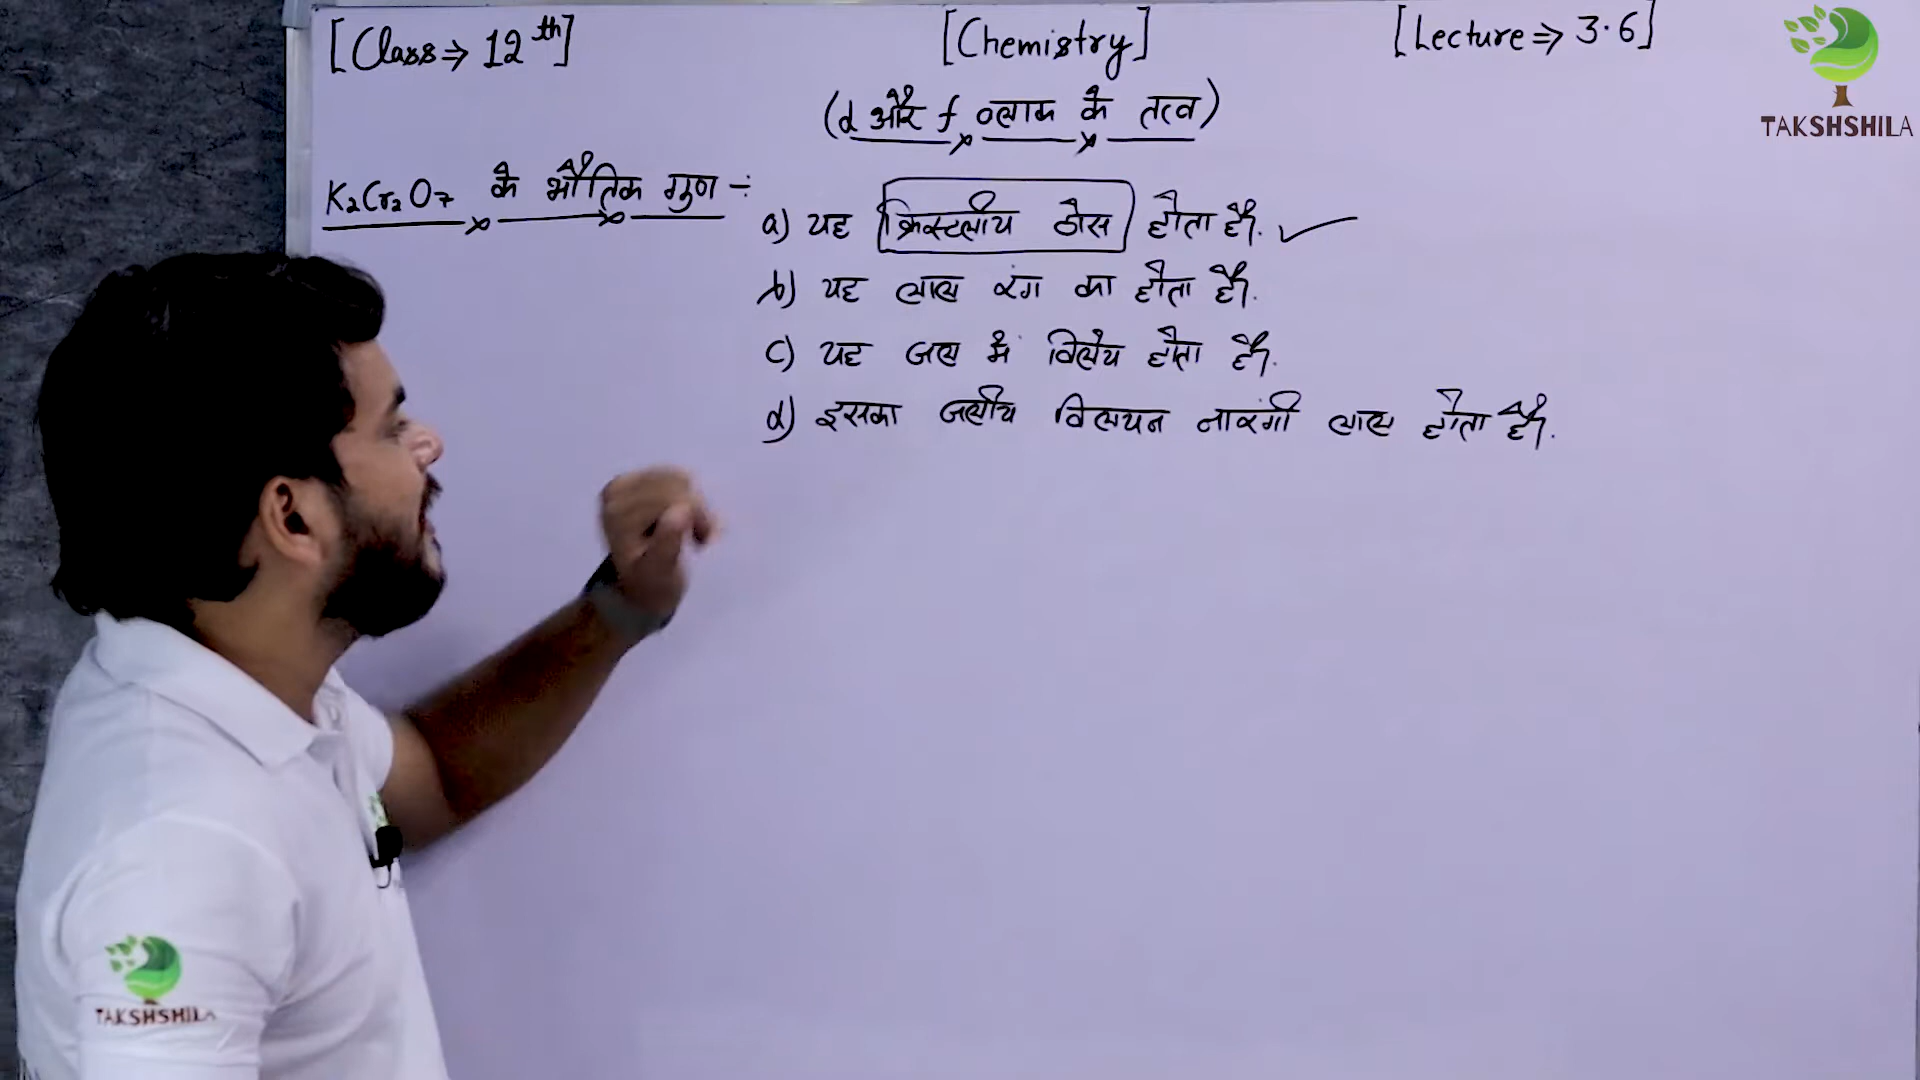 [Class⇒ 12th] [Chemistry] [Lecture⇒ 3.6]
TAKSHSHILA
(d और f ब्लाक के तत्व)
K2Cr2O7 के भौतिक गुण ÷
a) यह क्रिस्टलीय ठोस होता है. ✓
b) यह लाल रंग का होता है.
c) यह जल में विलेय होता है.
d) इसका जलीय विलयन नारंगी लाल होता है.
TAKSHSHILA